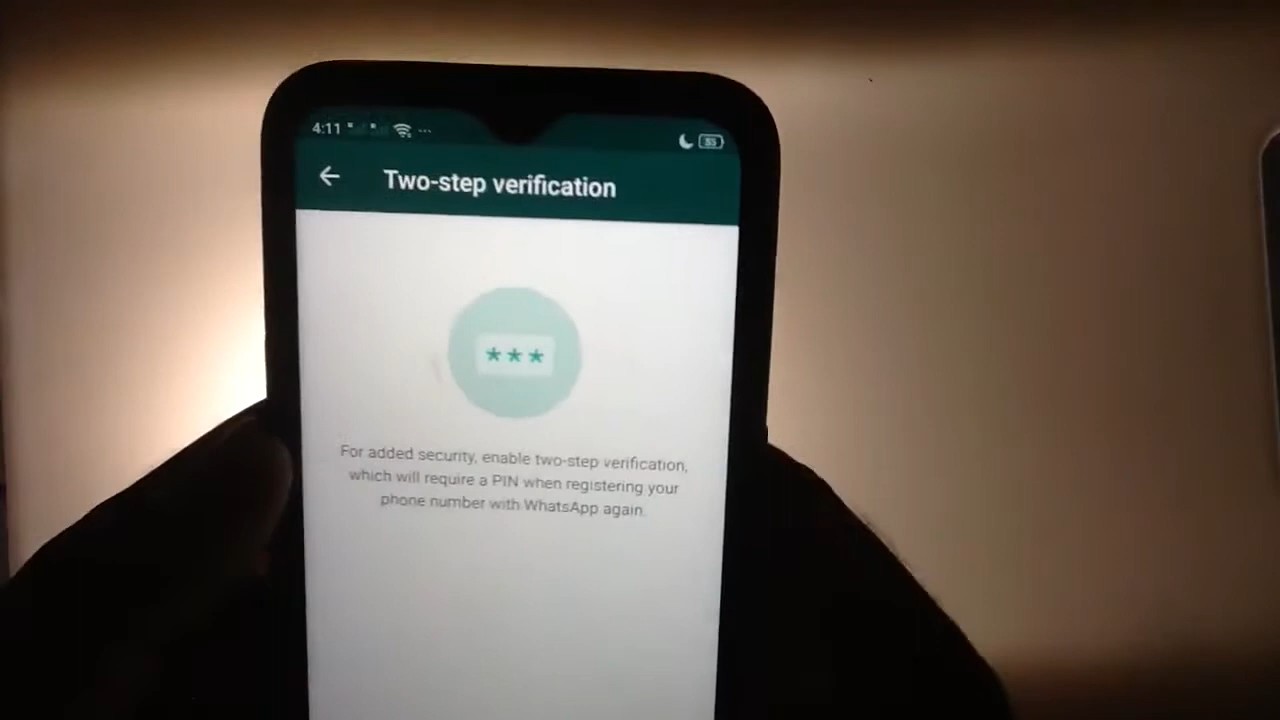 4:11
55
Two-step verification
***
For added security, enable two-step verification,
which will require a PIN when registering your
phone number with WhatsApp again.